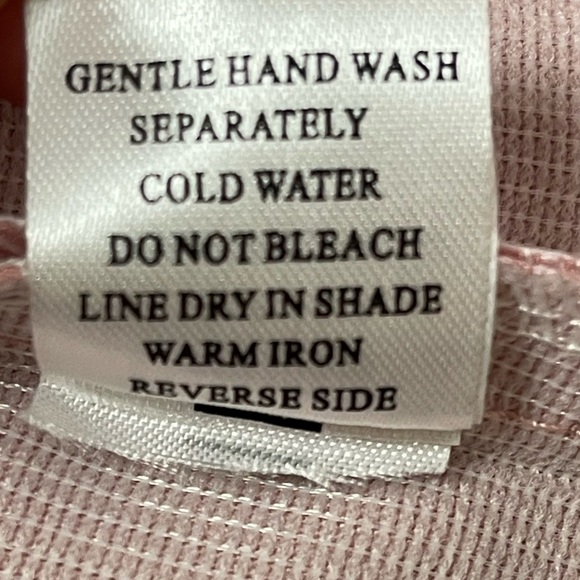 GENTLE HAND WASH
SEPARATELY
COLD WATER
DO NOT BLEACH
LINE DRY IN SHADE
WARM IRON
REVERSE SIDE